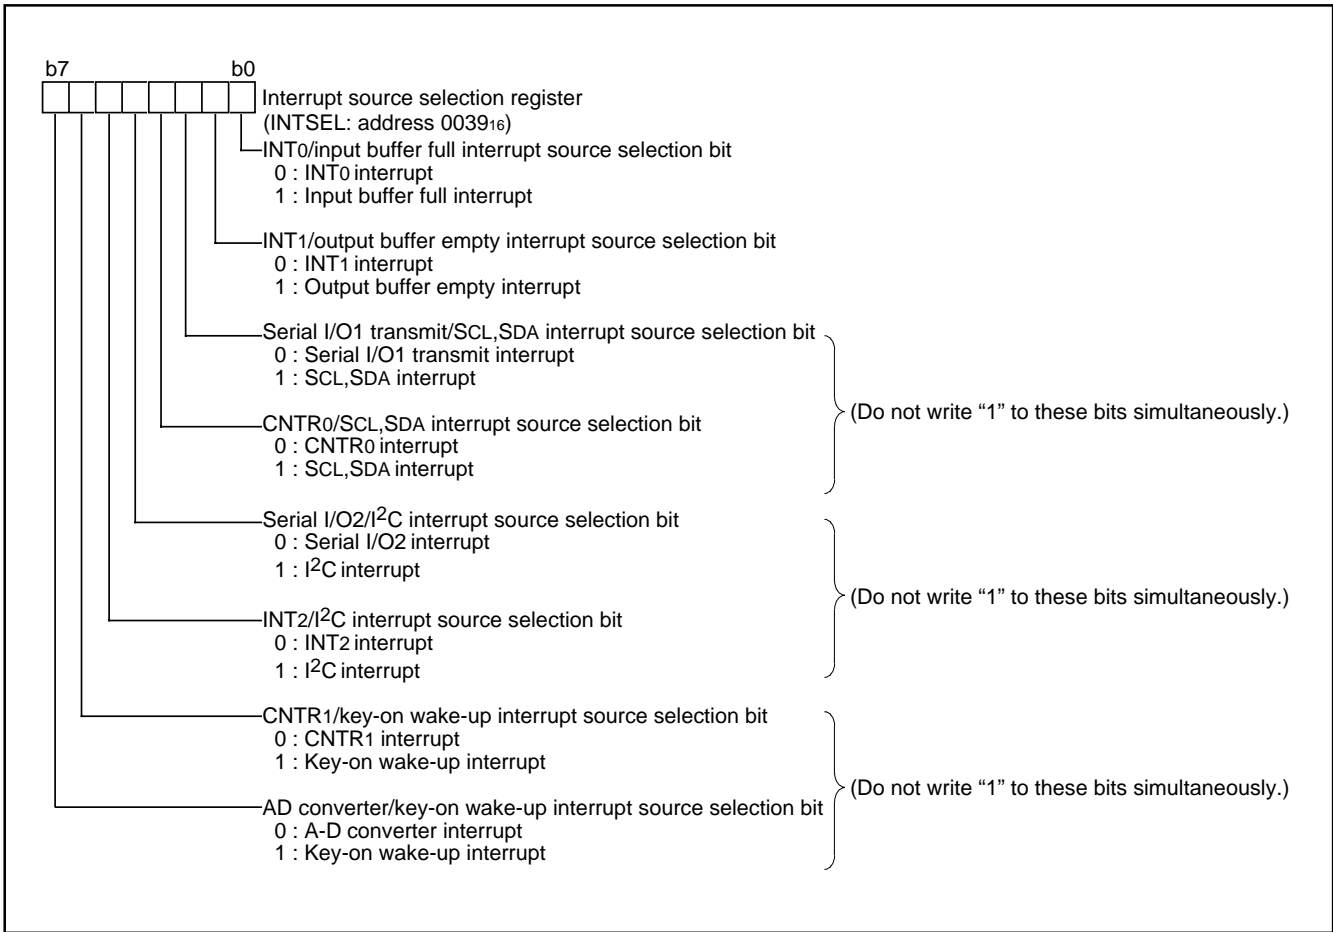 b7 b0
Interrupt source selection register
(INTSEL: address 003916)
INT0/input buffer full interrupt source selection bit
0 : INT0 interrupt
1 : Input buffer full interrupt
INT1/output buffer empty interrupt source selection bit
0 : INT1 interrupt
1 : Output buffer empty interrupt
Serial I/O1 transmit/SCL,SDA interrupt source selection bit
0 : Serial I/O1 transmit interrupt
1 : SCL,SDA interrupt
(Do not write “1” to these bits simultaneously.)
CNTR0/SCL,SDA interrupt source selection bit
0 : CNTR0 interrupt
1 : SCL,SDA interrupt
Serial I/O2/I2C interrupt source selection bit
0 : Serial I/O2 interrupt
1 : I2C interrupt
(Do not write “1” to these bits simultaneously.)
INT2/I2C interrupt source selection bit
0 : INT2 interrupt
1 : I2C interrupt
CNTR1/key-on wake-up interrupt source selection bit
0 : CNTR1 interrupt
1 : Key-on wake-up interrupt
(Do not write “1” to these bits simultaneously.)
AD converter/key-on wake-up interrupt source selection bit
0 : A-D converter interrupt
1 : Key-on wake-up interrupt